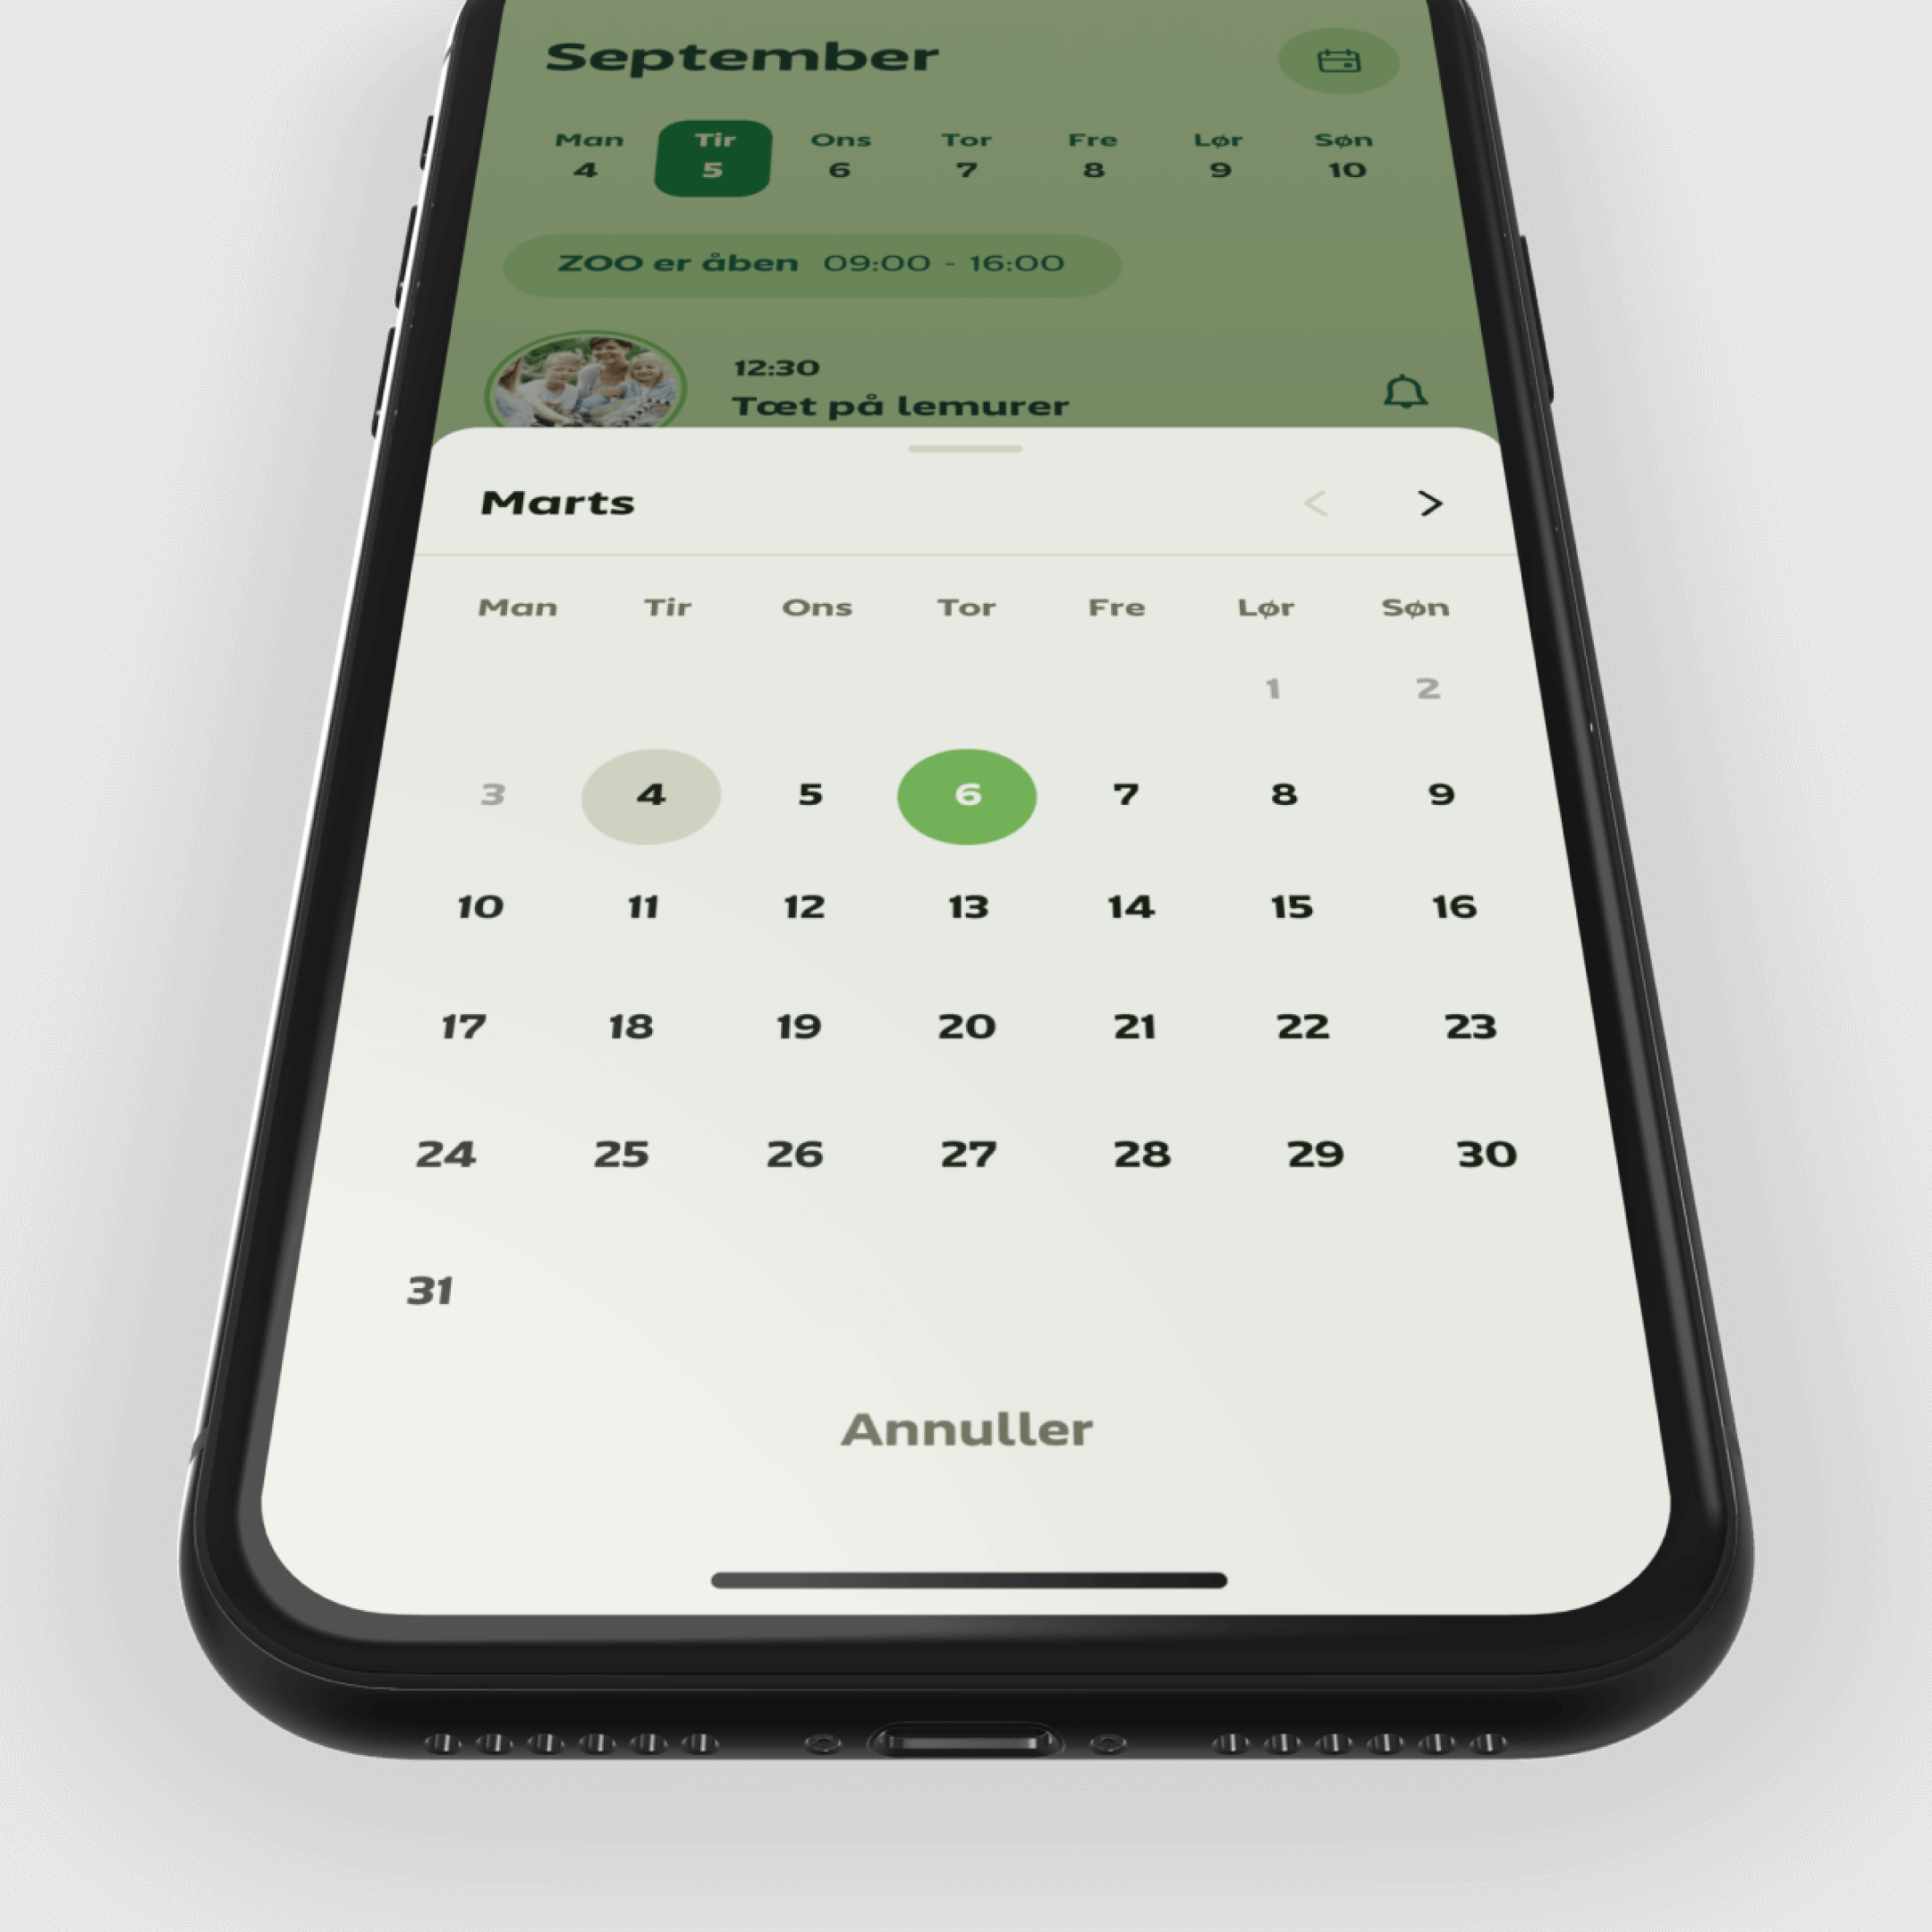 September
Man Tir Ons Tor Fre Lør Søn
4 5 6 7 8 9 10
ZOO er åben 09:00 - 16:00
12:30
Tæt på lemurer
Marts
Man Tir Ons Tor Fre Lør Søn
1 2
3 4 5 6 7 8 9
10 11 12 13 14 15 16
17 18 19 20 21 22 23
24 25 26 27 28 29 30
31
Annuller